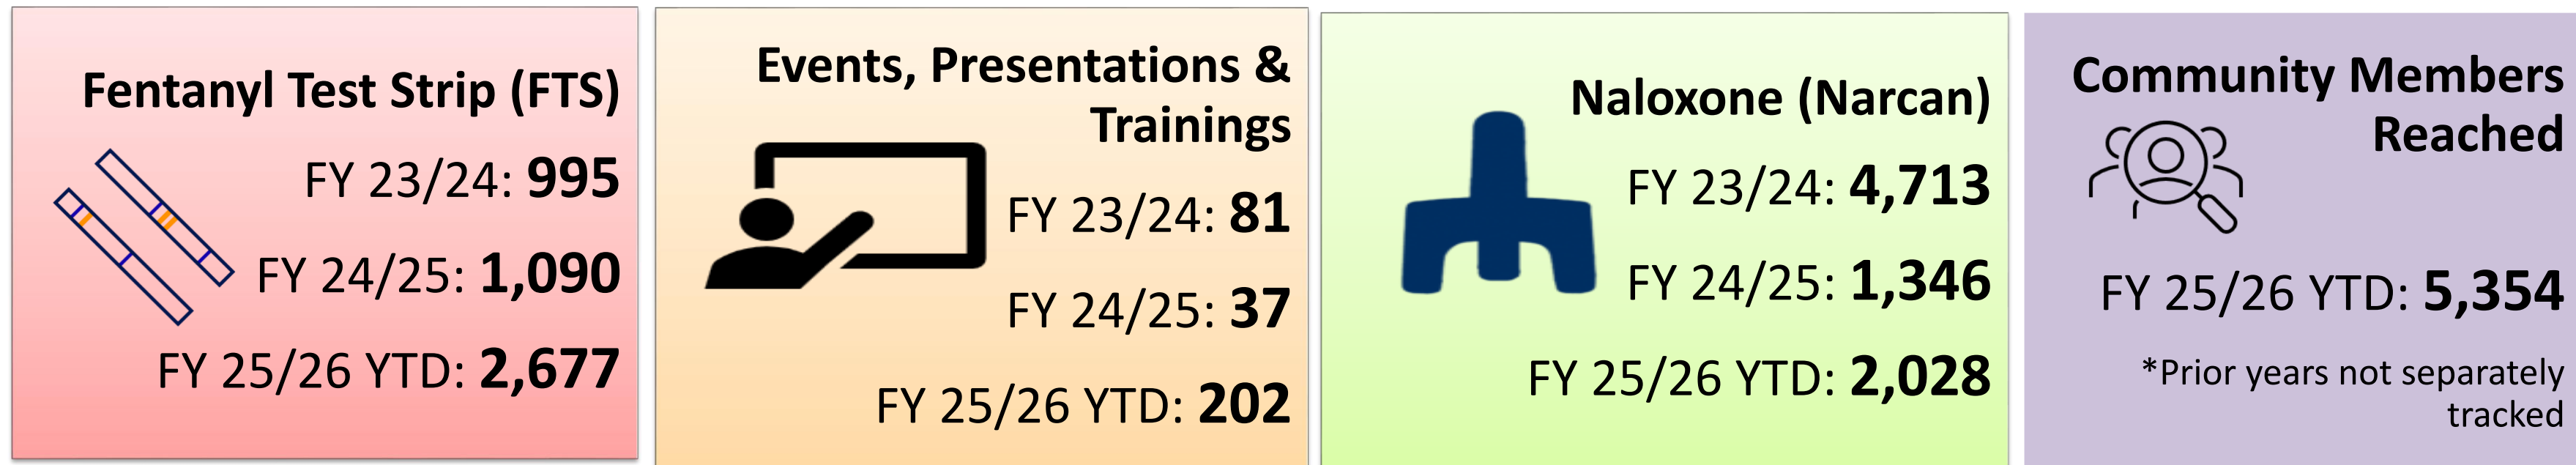 Fentanyl Test Strip (FTS)
FY 23/24: 995
FY 24/25: 1,090
FY 25/26 YTD: 2,677
Events, Presentations &
Trainings
FY 23/24: 81
FY 24/25: 37
FY 25/26 YTD: 202
Naloxone (Narcan)
FY 23/24: 4,713
FY 24/25: 1,346
FY 25/26 YTD: 2,028
Community Members
Reached
FY 25/26 YTD: 5,354
*Prior years not separately
tracked